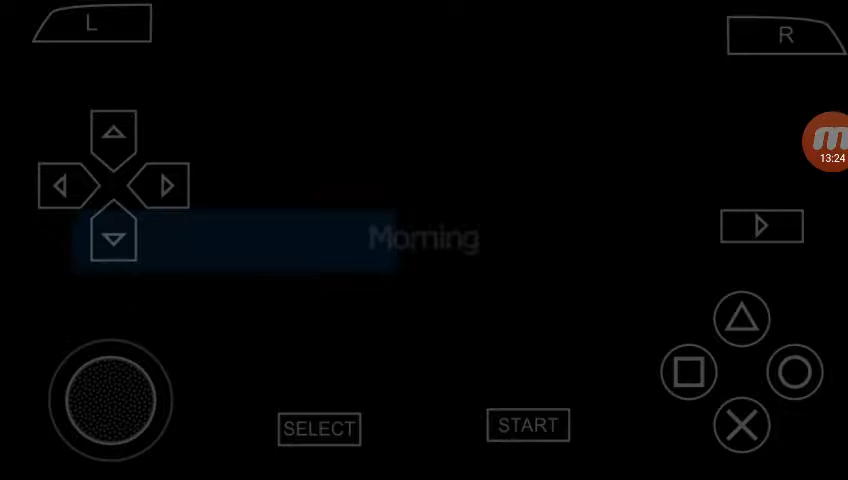 L
R
13:24
Morning
SELECT
START